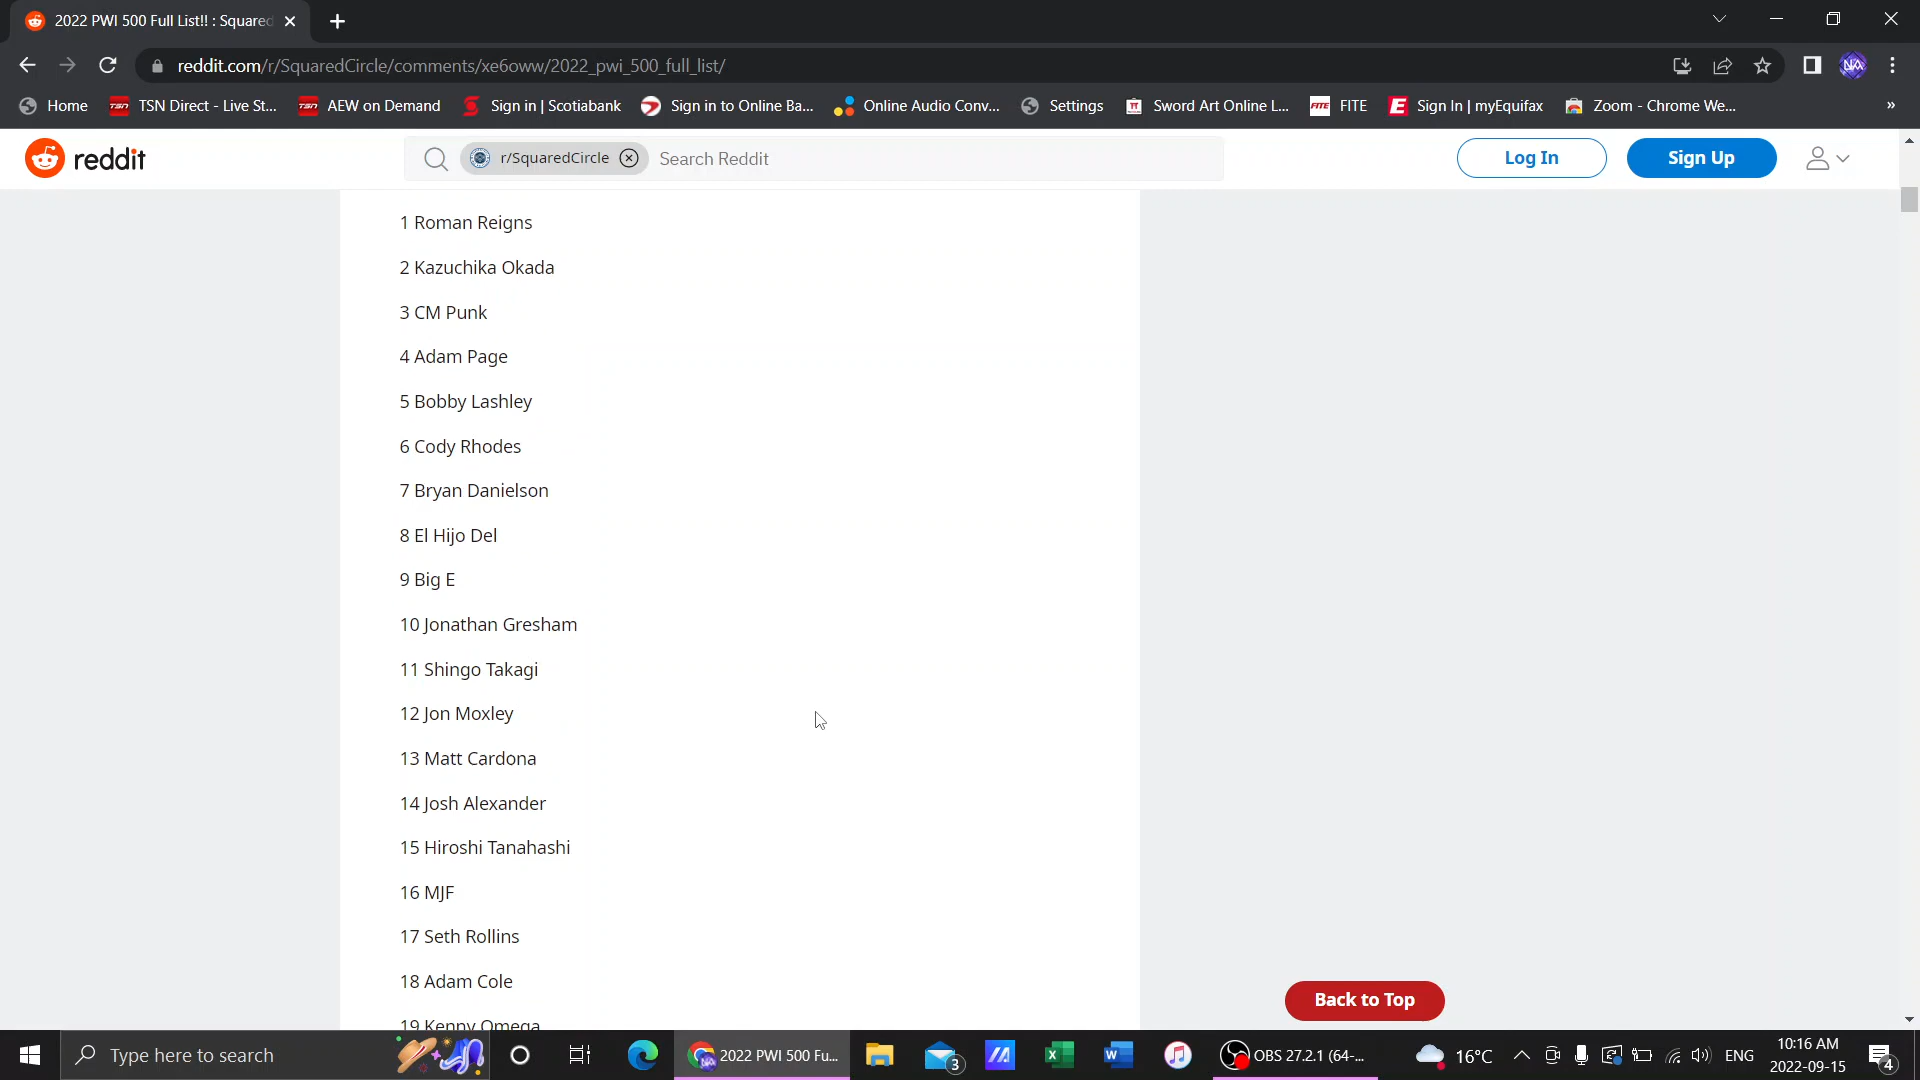 2022 PWI 500 Full List!! : Squared
reddit.com/r/SquaredCircle/comments/xe6oww/2022_pwi_500_full_list/
Home TSN Direct - Live St... AEW on Demand Sign in | Scotiabank Sign in to Online Ba... Online Audio Conv... Settings Sword Art Online L... FITE Sign In | myEquifax Zoom - Chrome We... »
reddit r/SquaredCircle Search Reddit Log In Sign Up
1 Roman Reigns
2 Kazuchika Okada
3 CM Punk
4 Adam Page
5 Bobby Lashley
6 Cody Rhodes
7 Bryan Danielson
8 El Hijo Del
9 Big E
10 Jonathan Gresham
11 Shingo Takagi
12 Jon Moxley
13 Matt Cardona
14 Josh Alexander
15 Hiroshi Tanahashi
16 MJF
17 Seth Rollins
18 Adam Cole
19 Kenny Omega
Back to Top
Type here to search 2022 PWI 500 Fu... 3 OBS 27.2.1 (64-... 16°C ENG 10:16 AM 4
2022-09-15